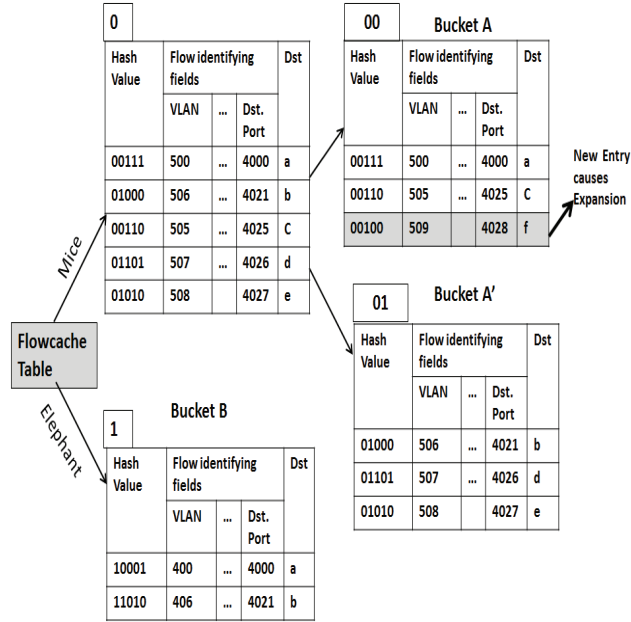 0
Hash Value
Flow identifying fields
Dst
VLAN ... Dst. Port
00111 500 ... 4000 a
01000 506 ... 4021 b
00110 505 ... 4025 C
01101 507 ... 4026 d
01010 508 ... 4027 e
00 Bucket A
Hash Value
Flow identifying fields
Dst
VLAN ... Dst. Port
00111 500 ... 4000 a
00110 505 ... 4025 C
00100 509 4028 f
New Entry
causes
Expansion
Mice
Flowcache
Table
Elephant
01 Bucket A’
Hash Value
Flow identifying fields
Dst
VLAN ... Dst. Port
01000 506 ... 4021 b
01101 507 ... 4026 d
01010 508 4027 e
1 Bucket B
Hash Value
Flow identifying fields
Dst
VLAN ... Dst. Port
10001 400 ... 4000 a
11010 406 ... 4021 b